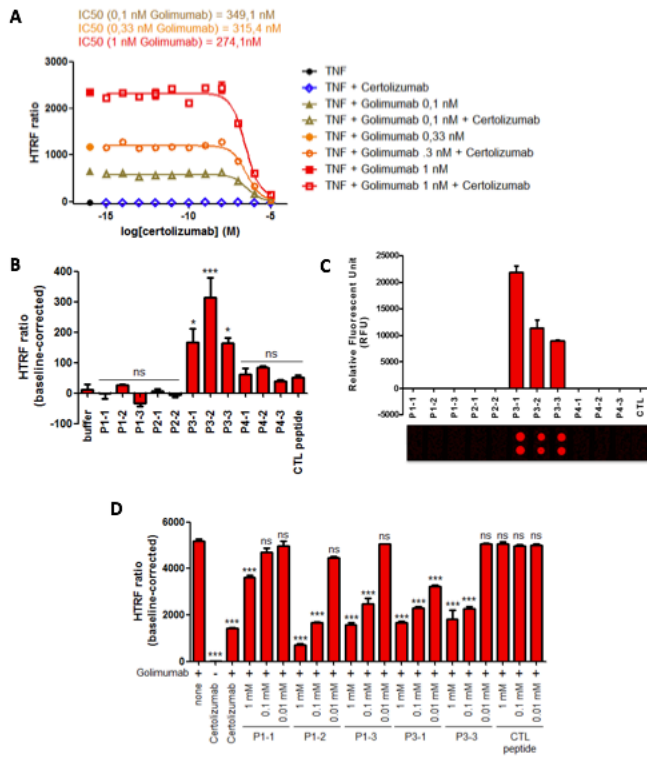 A
IC50 (0,1 nM Golimumab) = 349,1 nM
IC50 (0,33 nM Golimumab) = 315,4 nM
IC50 (1 nM Golimumab) = 274,1nM
HTRF ratio
3000
2000
1000
0
-15
-10
-5
log[certolizumab] (M)
TNF
TNF + Certolizumab
TNF + Golimumab 0,1 nM
TNF + Golimumab 0,1 nM + Certolizumab
TNF + Golimumab 0,33 nM
TNF + Golimumab .3 nM + Certolizumab
TNF + Golimumab 1 nM
TNF + Golimumab 1 nM + Certolizumab
B
HTRF ratio
(baseline-corrected)
400
300
200
100
0
-100
ns
*
***
*
ns
buffer
P1-1
P1-2
P1-3
P2-1
P2-2
P3-1
P3-2
P3-3
P4-1
P4-2
P4-3
CTL peptide
C
Relative Fluorescent Unit
(RFU)
25000
20000
15000
10000
5000
0
-5000
P1-1
P1-2
P1-3
P2-1
P2-2
P3-1
P3-2
P3-3
P4-1
P4-2
P4-3
CTL
D
HTRF ratio
(baseline-corrected)
6000
4000
2000
0
*** *** *** ns ns *** *** ns *** *** ns *** *** *** *** *** ns ns ns ns
Golimumab + - + + + + + + + + + + + + + + + + + + +
none
Certolizumab
Certolizumab
1 mM
0.1 mM
0.01 mM
1 mM
0.1 mM
0.01 mM
1 mM
0.1 mM
0.01 mM
1 mM
0.1 mM
0.01 mM
1 mM
0.1 mM
0.01 mM
1 mM
0.1 mM
0.01 mM
P1-1
P1-2
P1-3
P3-1
P3-3
CTL
peptide